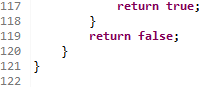 117 return true;
118 }
119 return false;
120 }
121 }
122